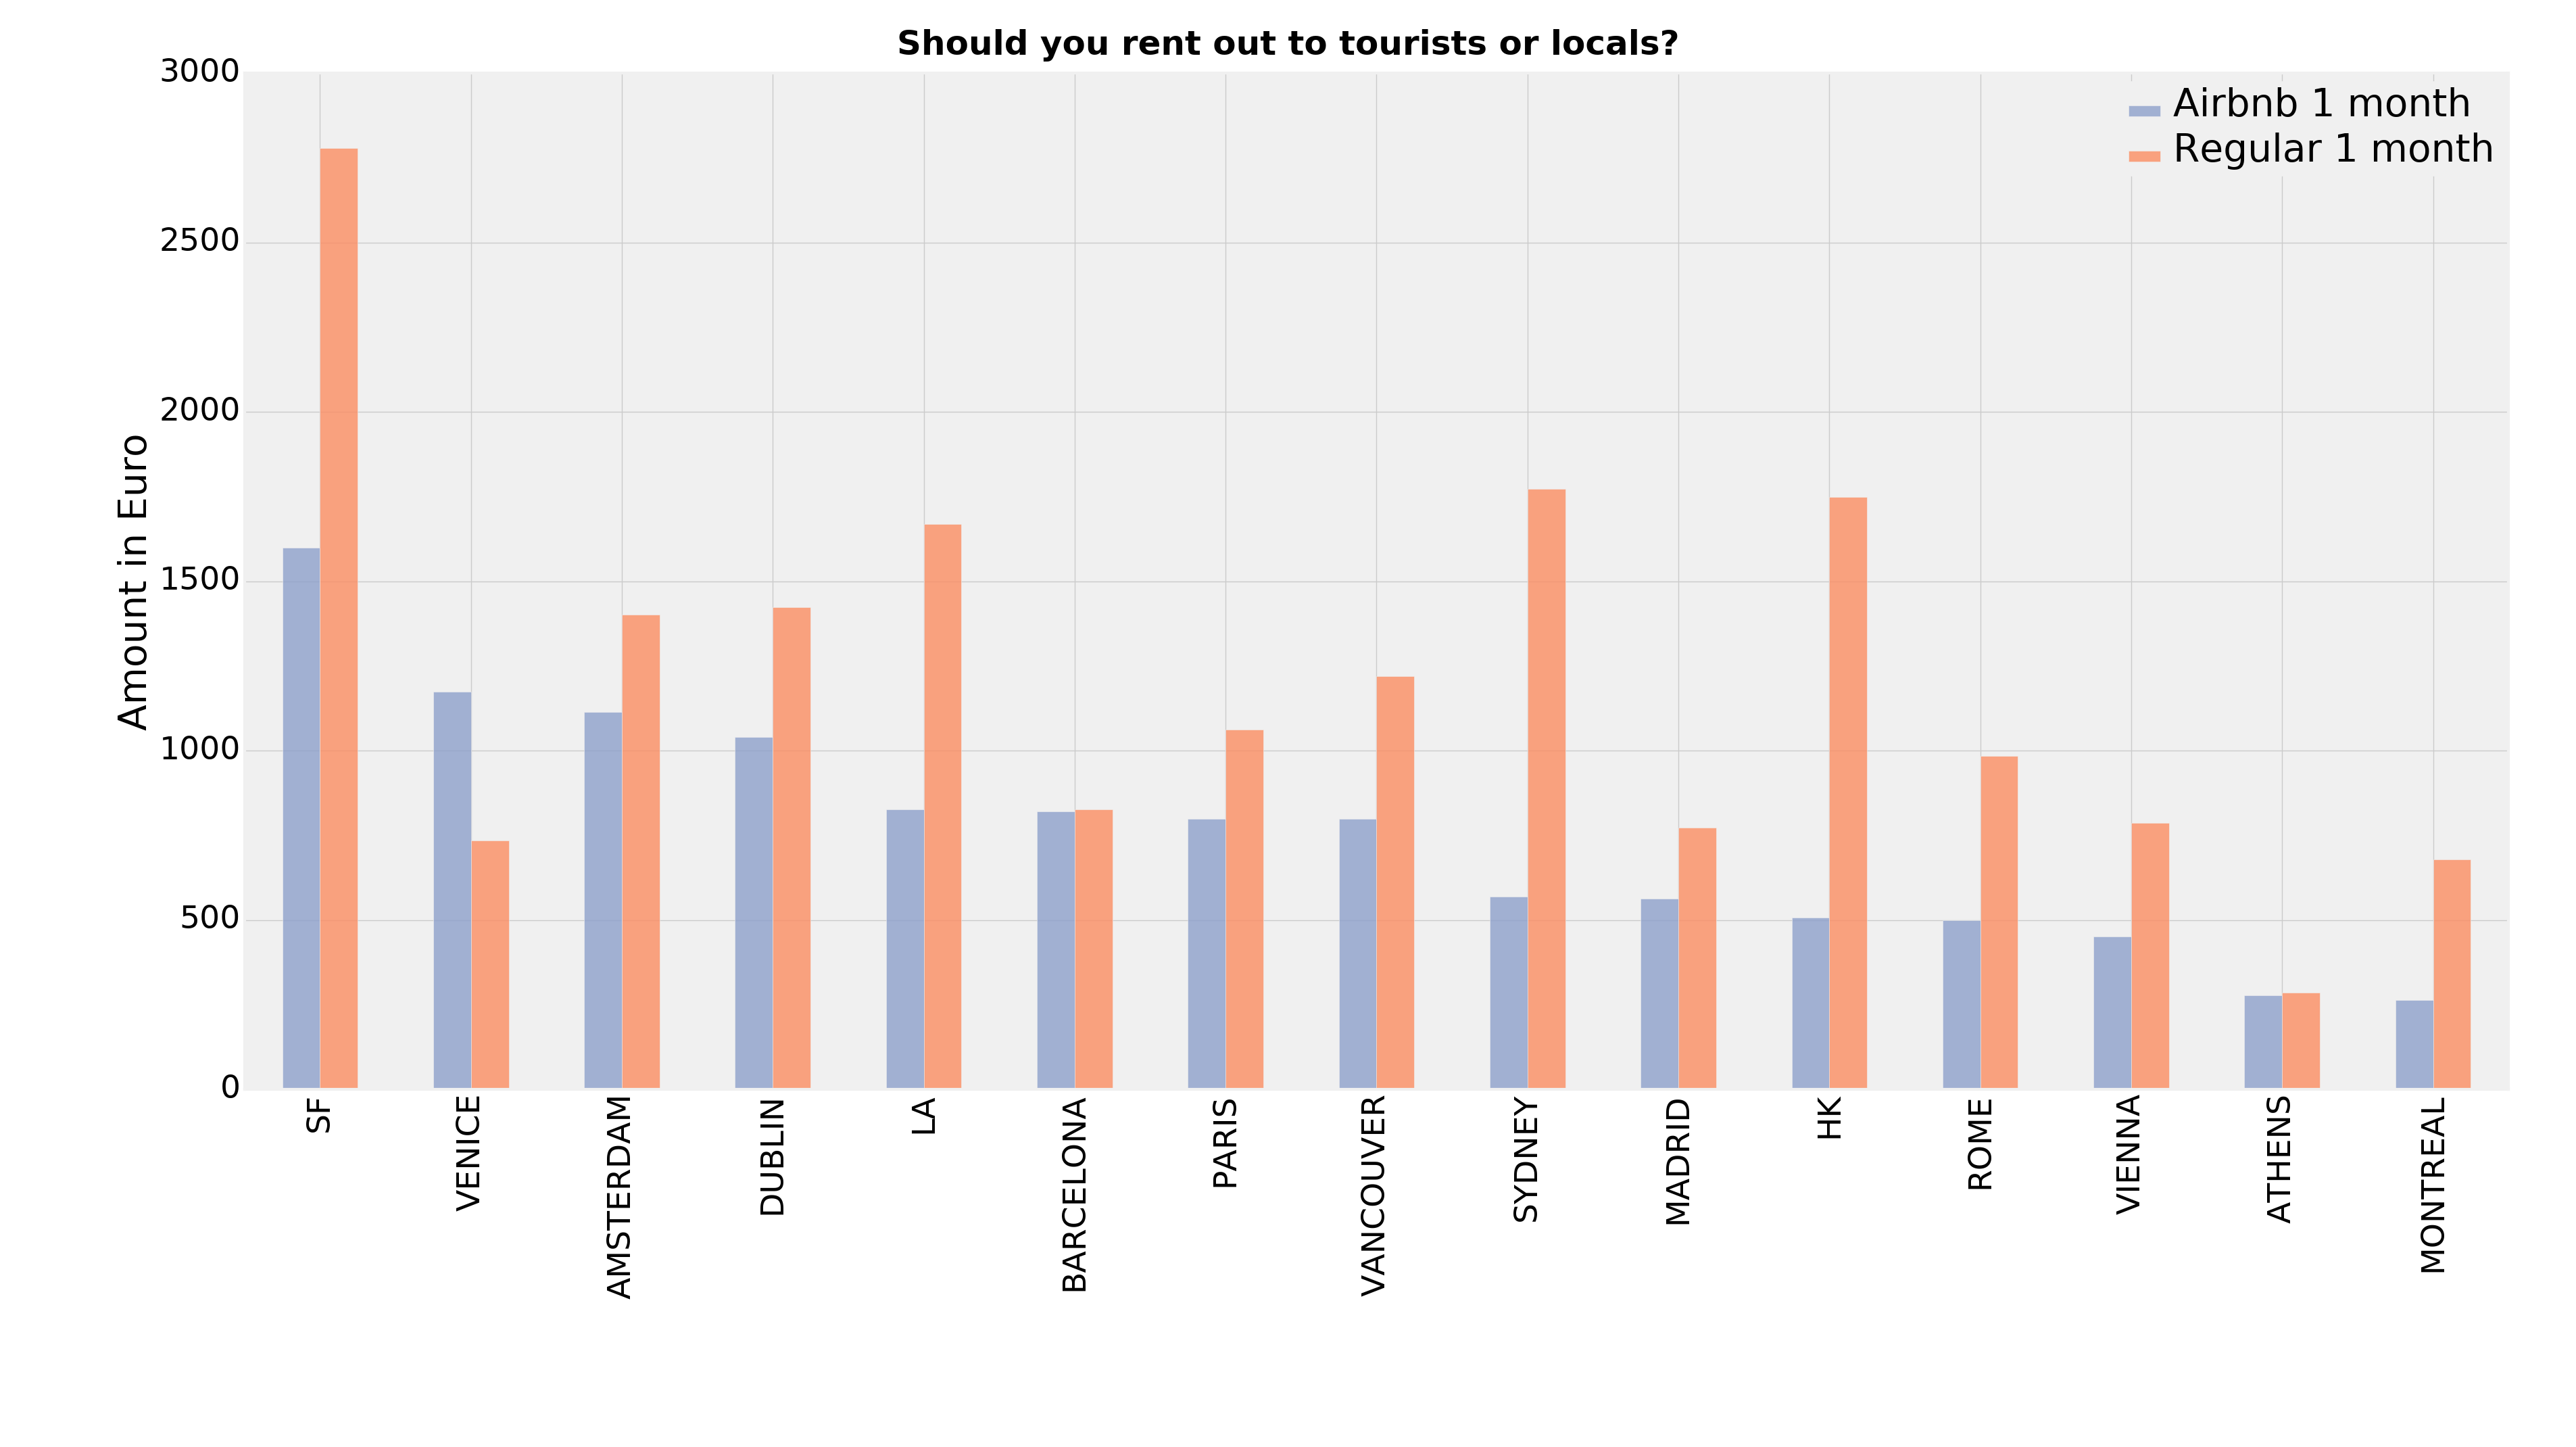 Should you rent out to tourists or locals?
Airbnb 1 month
Regular 1 month
Amount in Euro
3000
2500
2000
1500
1000
500
0
SF
VENICE
AMSTERDAM
DUBLIN
LA
BARCELONA
PARIS
VANCOUVER
SYDNEY
MADRID
HK
ROME
VIENNA
ATHENS
MONTREAL